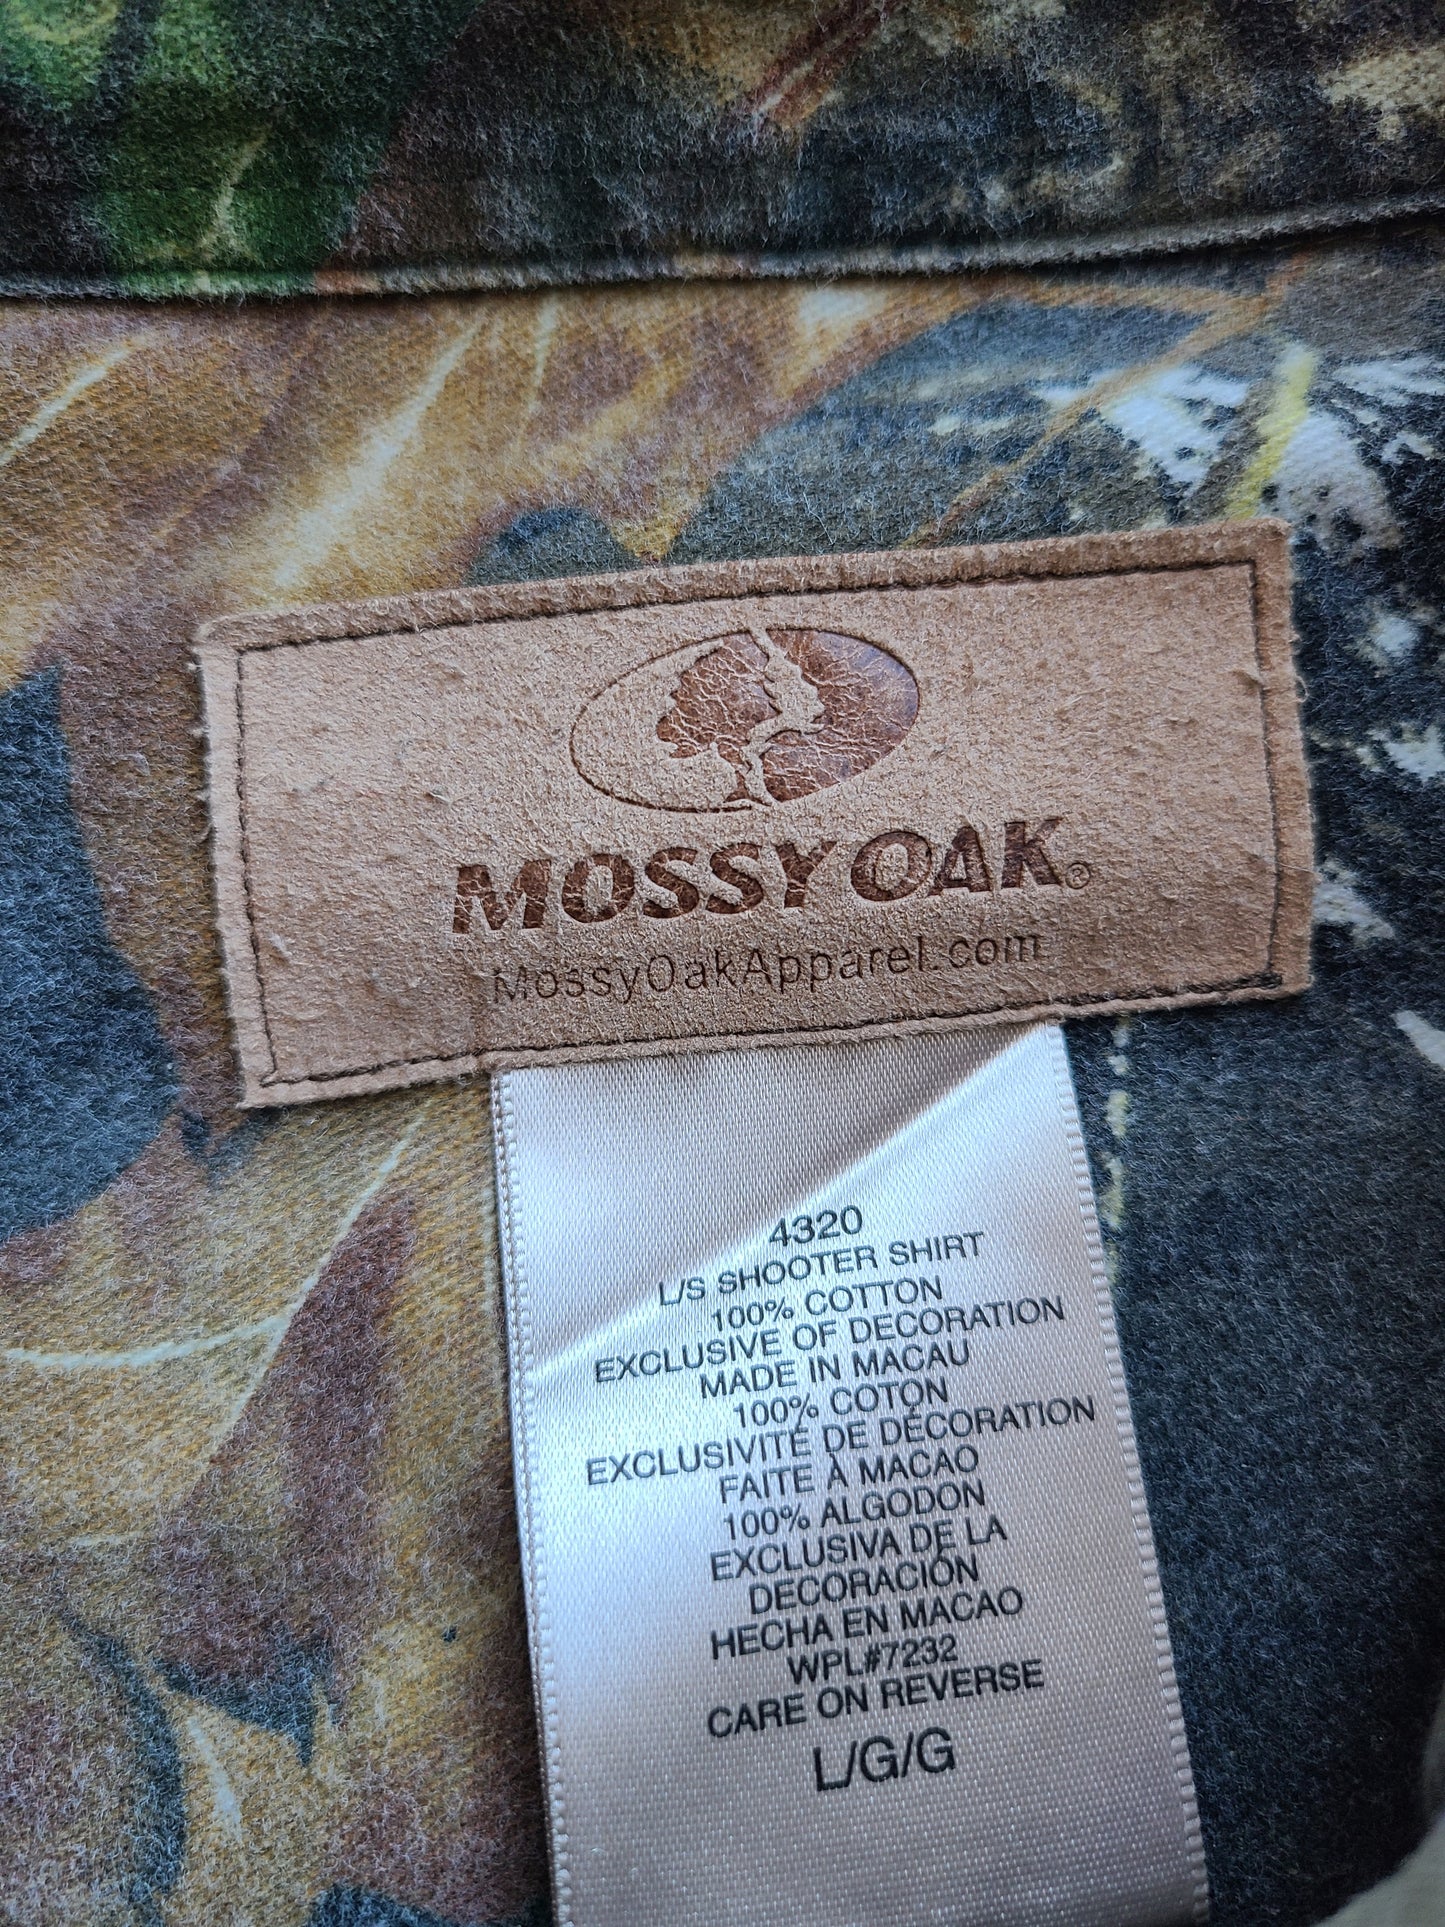 MOSSY OAK®
MossyOakApparel.com
4320
L/S SHOOTER SHIRT
100% COTTON
EXCLUSIVE OF DECORATION
MADE IN MACAU
100% COTON
EXCLUSIVITÉ DE DÉCORATION
FAITE À MACAO
100% ALGODON
EXCLUSIVA DE LA
DECORACIÓN
HECHA EN MACAO
WPL#7232
CARE ON REVERSE
L/G/G